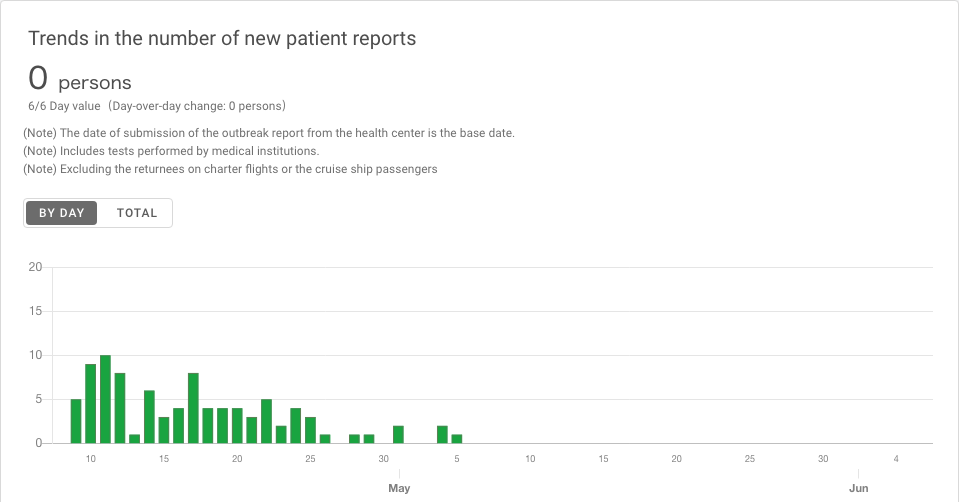 Trends in the number of new patient reports
0 persons
6/6 Day value（Day-over-day change: 0 persons）
(Note) The date of submission of the outbreak report from the health center is the base date.
(Note) Includes tests performed by medical institutions.
(Note) Excluding the returnees on charter flights or the cruise ship passengers
BY DAY TOTAL
20
15
10
5
0
10 15 20 25 30 5 10 15 20 25 30 4
May Jun